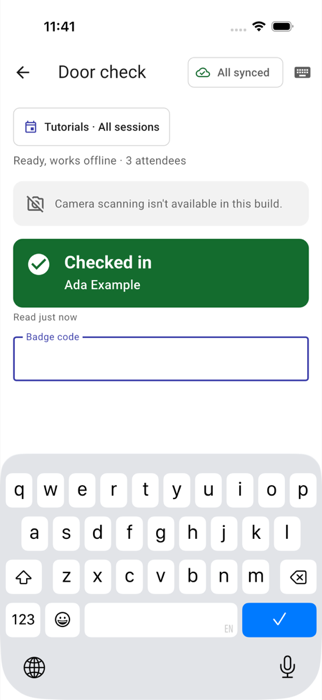 11:41
Door check
All synced
Tutorials · All sessions
Ready, works offline · 3 attendees
Camera scanning isn't available in this build.
Checked in
Ada Example
Read just now
Badge code
q w e r t y u i o p
a s d f g h j k l
z x c v b n m
123
EN